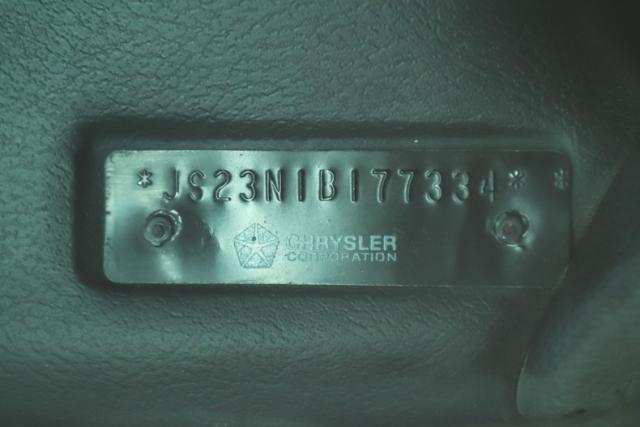 *JS23N1B177334* *
CHRYSLER
CORPORATION